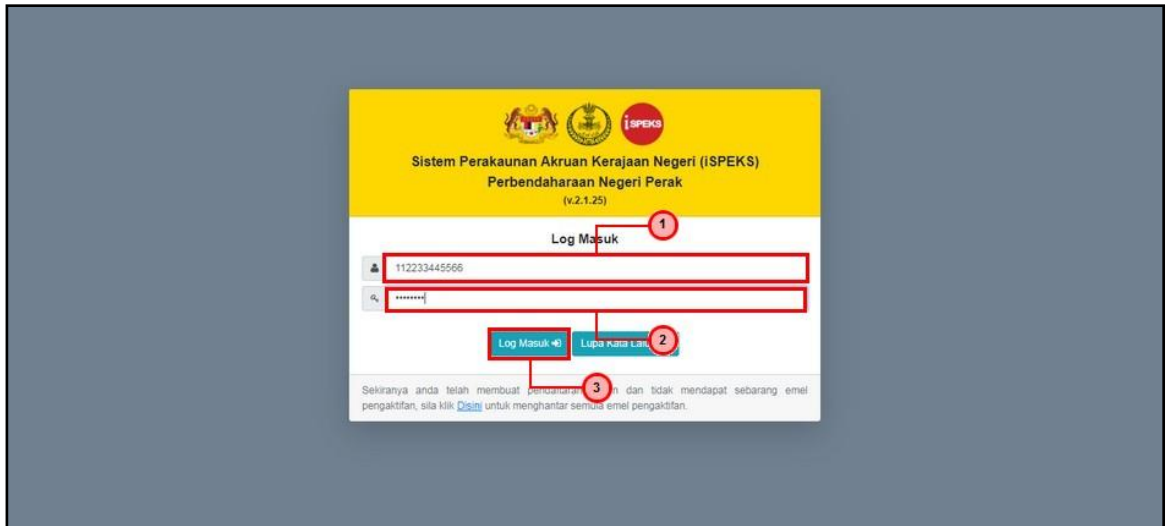 iSPEKS
Sistem Perakaunan Akruan Kerajaan Negeri (iSPEKS)
Perbendaharaan Negeri Perak
(v.2.1.25)
1
Log Masuk
112233445566
••••••••
2
Log Masuk
Lupa Kata
3
Sekiranya anda telah membuat dan tidak mendapat sebarang emel
pengaktifan, sila klik Disini untuk menghantar semula emel pengaktifan.